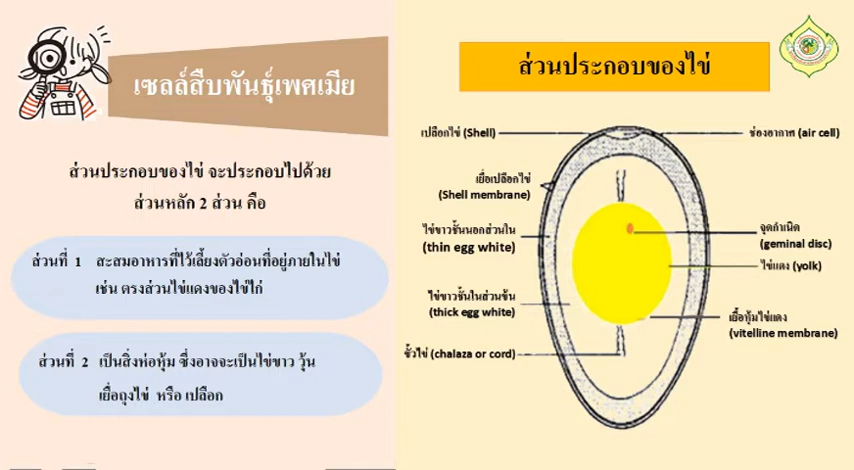 เซลล์สืบพันธุ์เพศเมีย
ส่วนประกอบของไข่ จะประกอบไปด้วย
ส่วนหลัก 2 ส่วน คือ
ส่วนที่ 1 สะสมอาหารที่ไว้เลี้ยงตัวอ่อนที่อยู่ภายในไข่
เช่น ตรงส่วนไข่แดงของไข่ไก่
ส่วนที่ 2 เป็นสิ่งห่อหุ้ม ซึ่งอาจจะเป็นไข่ขาว วุ้น
เยื่อถุงไข่ หรือ เปลือก
ส่วนประกอบของไข่
เปลือกไข่ (Shell)
ช่องอากาศ (air cell)
เยื่อเปลือกไข่
(Shell membrane)
ไข่ขาวชั้นนอกส่วนใน
(thin egg white)
จุดกำเนิด
(geminal disc)
ไข่แดง (yolk)
ไข่ขาวชั้นในส่วนข้น
(thick egg white)
เยื้อหุ้มไข่แดง
(vitelline membrane)
ขั้วไข่ (chalaza or cord)